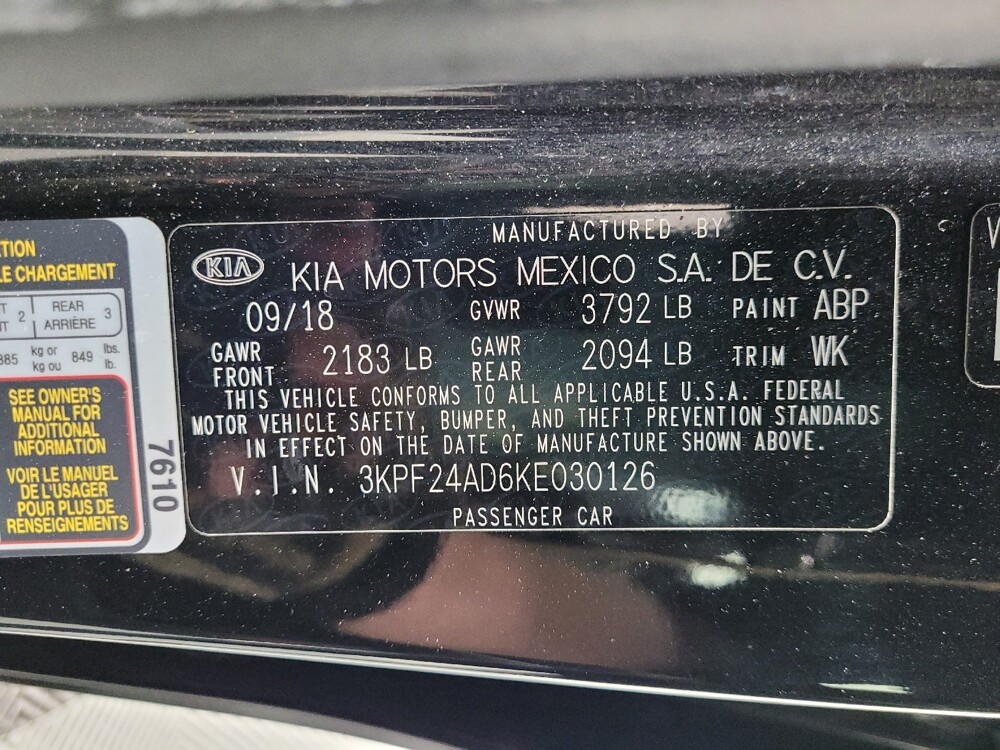 TION
LE CHARGEMENT
2 REAR 3
ARRIÈRE
385 kg or 849 lbs.
kg ou lb.
SEE OWNER'S
MANUAL FOR
ADDITIONAL
INFORMATION
VOIR LE MANUEL
DE L'USAGER
POUR PLUS DE
RENSEIGNEMENTS
7610
MANUFACTURED BY
KIA KIA MOTORS MEXICO S.A. DE C.V.
09/18 GVWR 3792 LB PAINT ABP
GAWR FRONT 2183 LB GAWR REAR 2094 LB TRIM WK
THIS VEHICLE CONFORMS TO ALL APPLICABLE U.S.A. FEDERAL
MOTOR VEHICLE SAFETY, BUMPER, AND THEFT PREVENTION STANDARDS
IN EFFECT ON THE DATE OF MANUFACTURE SHOWN ABOVE.
V.I.N. 3KPF24AD6KE030126
PASSENGER CAR